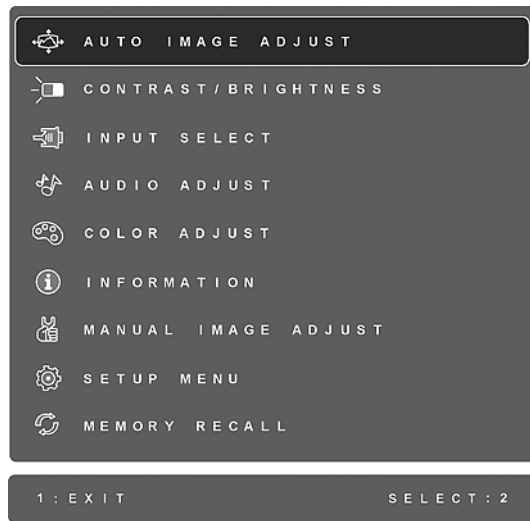 AUTO IMAGE ADJUST
CONTRAST/BRIGHTNESS
INPUT SELECT
AUDIO ADJUST
COLOR ADJUST
INFORMATION
MANUAL IMAGE ADJUST
SETUP MENU
MEMORY RECALL
1:EXIT SELECT:2